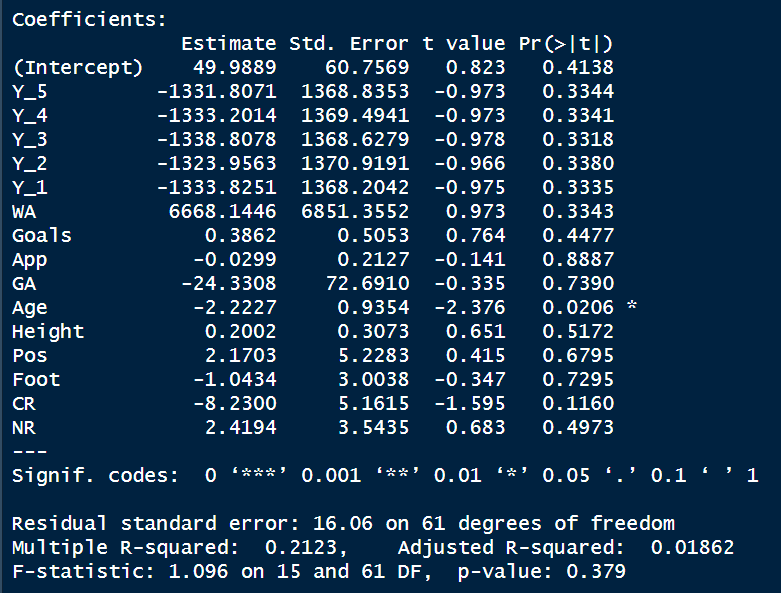 Coefficients:
Estimate Std. Error t value Pr(>|t|)
(Intercept) 49.9889 60.7569 0.823 0.4138
Y_5 -1331.8071 1368.8353 -0.973 0.3344
Y_4 -1333.2014 1369.4941 -0.973 0.3341
Y_3 -1338.8078 1368.6279 -0.978 0.3318
Y_2 -1323.9563 1370.9191 -0.966 0.3380
Y_1 -1333.8251 1368.2042 -0.975 0.3335
WA 6668.1446 6851.3552 0.973 0.3343
Goals 0.3862 0.5053 0.764 0.4477
App -0.0299 0.2127 -0.141 0.8887
GA -24.3308 72.6910 -0.335 0.7390
Age -2.2227 0.9354 -2.376 0.0206 *
Height 0.2002 0.3073 0.651 0.5172
Pos 2.1703 5.2283 0.415 0.6795
Foot -1.0434 3.0038 -0.347 0.7295
CR -8.2300 5.1615 -1.595 0.1160
NR 2.4194 3.5435 0.683 0.4973
---
Signif. codes: 0 ‘***’ 0.001 ‘**’ 0.01 ‘*’ 0.05 ‘.’ 0.1 ‘ ’ 1
Residual standard error: 16.06 on 61 degrees of freedom
Multiple R-squared: 0.2123, Adjusted R-squared: 0.01862
F-statistic: 1.096 on 15 and 61 DF, p-value: 0.379